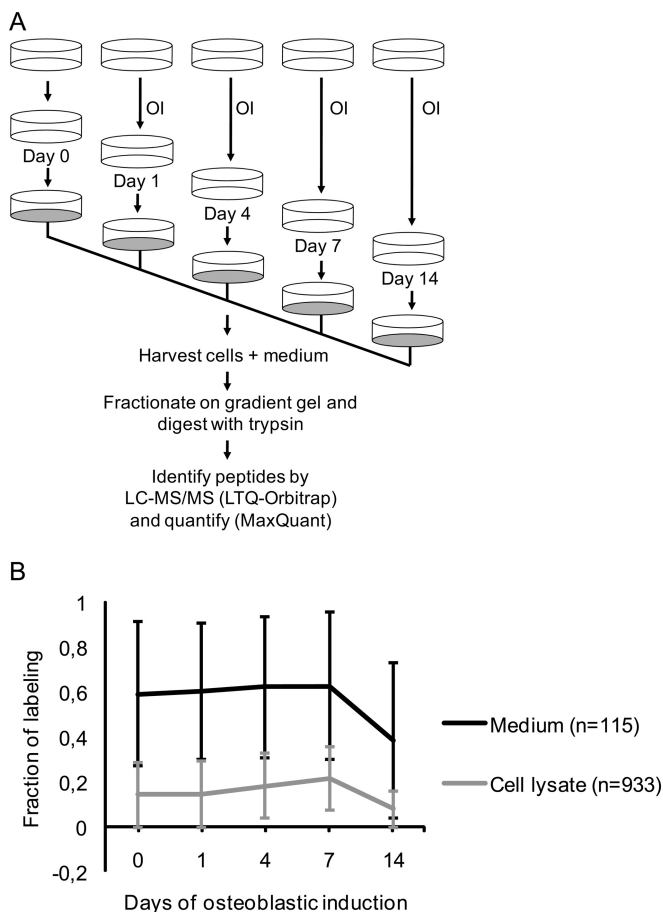 A
OI
OI
OI
OI
Day 0
Day 1
Day 4
Day 7
Day 14
Harvest cells + medium
Fractionate on gradient gel and
digest with trypsin
Identify peptides by
LC-MS/MS (LTQ-Orbitrap)
and quantify (MaxQuant)
B
Fraction of labeling
1
0,8
0,6
0,4
0,2
0
-0,2
0 1 4 7 14
Days of osteoblastic induction
Medium (n=115)
Cell lysate (n=933)